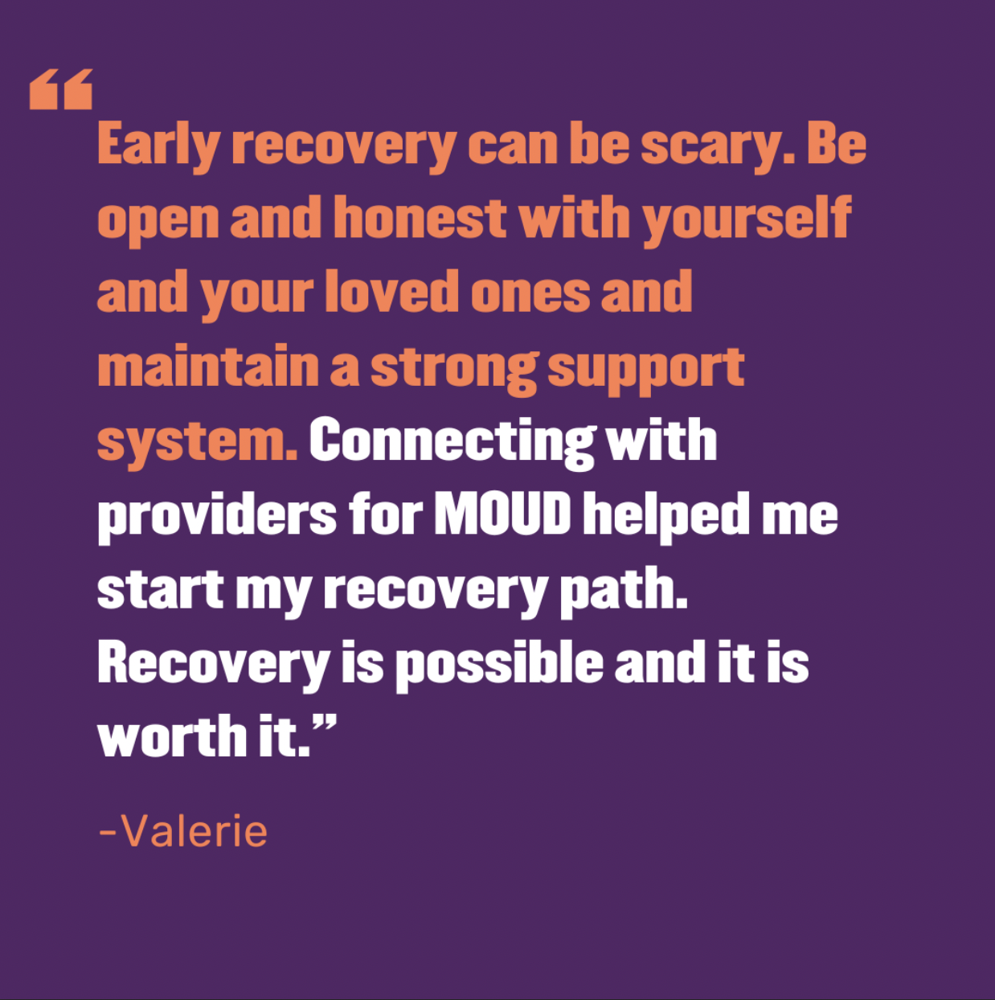 “
Early recovery can be scary. Be
open and honest with yourself
and your loved ones and
maintain a strong support
system. Connecting with
providers for MOUD helped me
start my recovery path.
Recovery is possible and it is
worth it.”
-Valerie